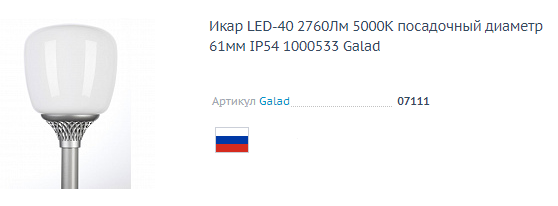 Икар LED-40 2760Лм 5000К посадочный диаметр
61мм IP54 1000533 Galad
Артикул Galad 07111